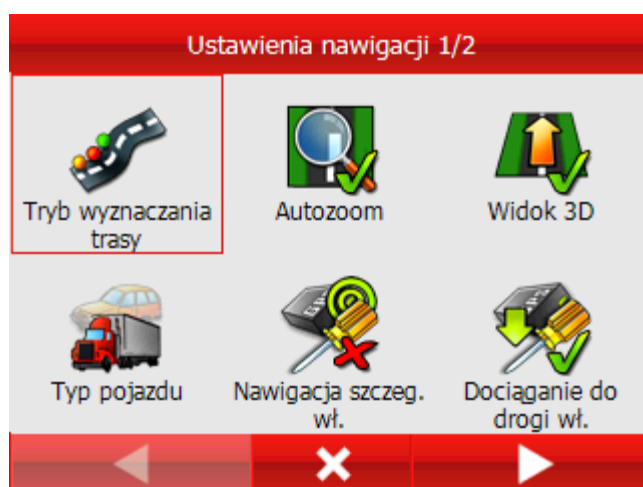 Ustawienia nawigacji 1/2
Tryb wyznaczania
trasy
Autozoom
Widok 3D
Typ pojazdu
Nawigacja szczeg.
wł.
Dociąganie do
drogi wł.